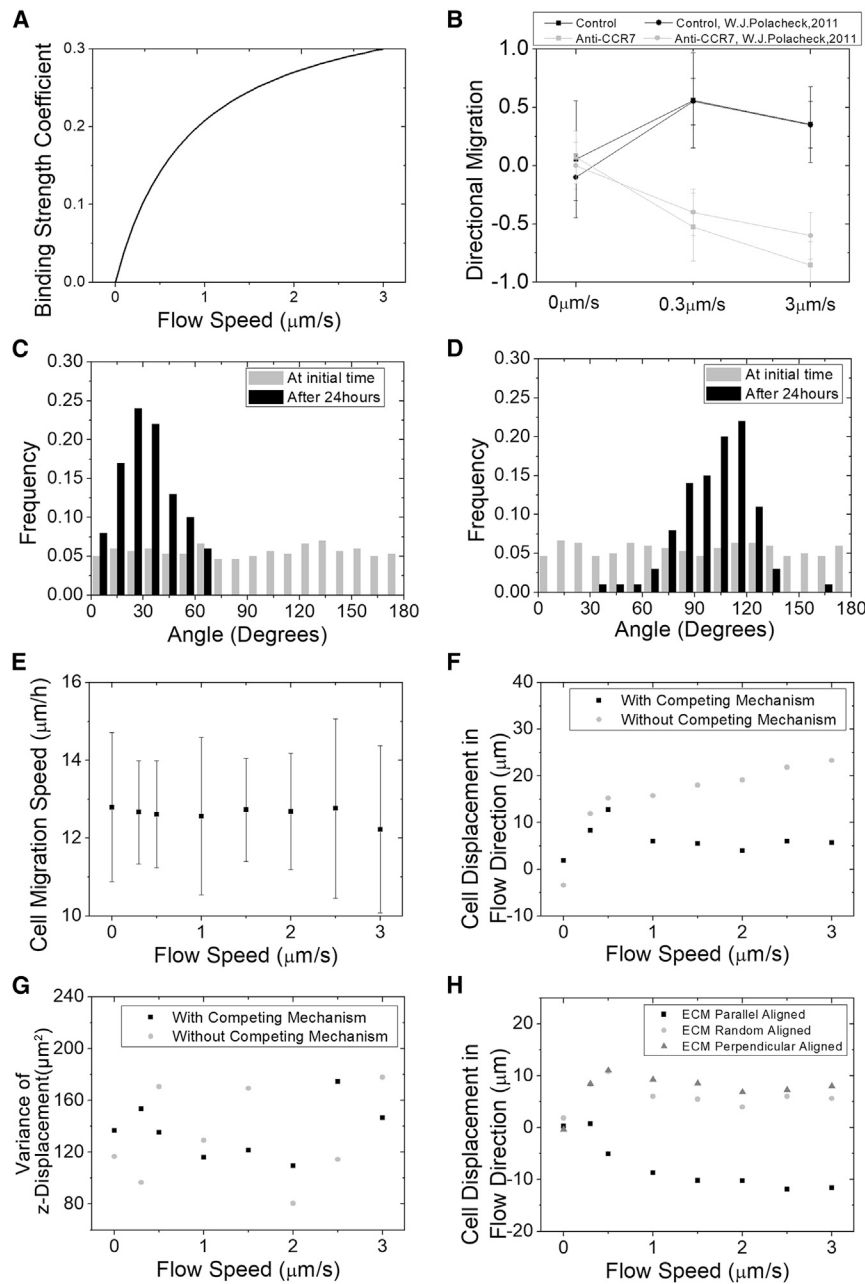 A
0.3
0.2
0.1
0.0
Binding Strength Coefficient
0 1 2 3
Flow Speed (μm/s)
B
Control Control, W.J.Polacheck,2011
Anti-CCR7 Anti-CCR7, W.J.Polacheck,2011
1.0
0.5
0.0
-0.5
-1.0
Directional Migration
0μm/s 0.3μm/s 3μm/s
C
At initial time
After 24hours
0.30
0.25
0.20
0.15
0.10
0.05
0.00
Frequency
0 30 60 90 120 150 180
Angle (Degrees)
D
At initial time
After 24hours
0.30
0.25
0.20
0.15
0.10
0.05
0.00
Frequency
0 30 60 90 120 150 180
Angle (Degrees)
E
16
14
12
10
Cell Migration Speed (μm/h)
0 1 2 3
Flow Speed (μm/s)
F
With Competing Mechanism
Without Competing Mechanism
40
30
20
10
0
-10
Cell Displacement in
Flow Direction (μm)
0 1 2 3
Flow Speed (μm/s)
G
With Competing Mechanism
Without Competing Mechanism
240
200
160
120
80
Variance of
z-Displacement(μm²)
0 1 2 3
Flow Speed (μm/s)
H
ECM Parallel Aligned
ECM Random Aligned
ECM Perpendicular Aligned
20
10
0
-10
-20
Cell Displacement in
Flow Direction (μm)
0 1 2 3
Flow Speed (μm/s)